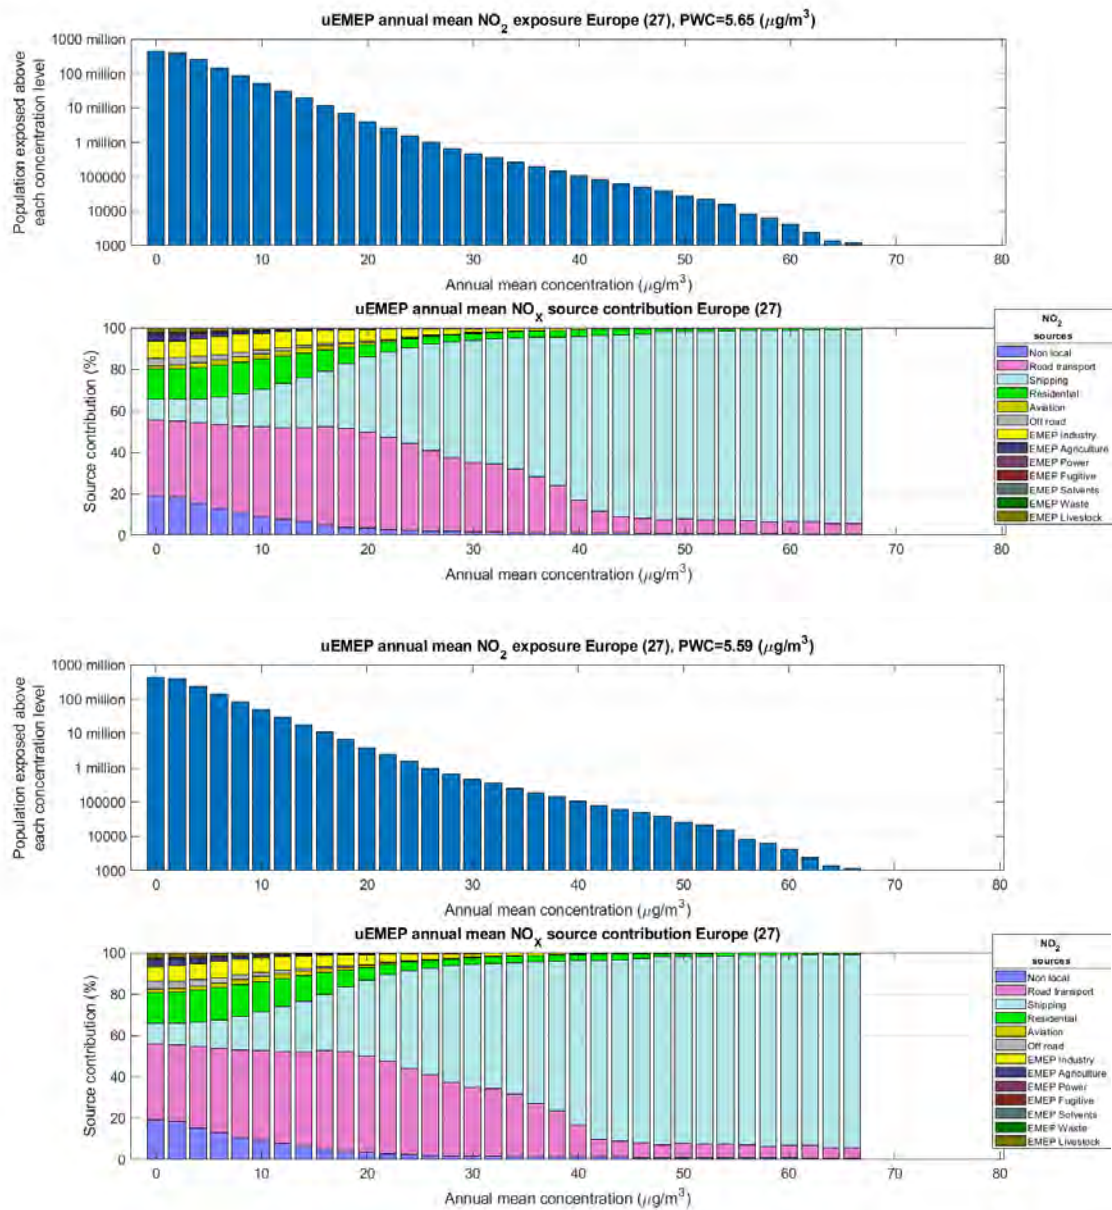 uEMEP annual mean NO2 exposure Europe (27), PWC=5.65 (μg/m3)
Population exposed above
each concentration level
1000 million
100 million
10 million
1 million
100000
10000
1000
0 10 20 30 40 50 60 70 80
Annual mean concentration (μg/m3)
uEMEP annual mean NOx source contribution Europe (27)
Source contribution (%)
100
80
60
40
20
0
0 10 20 30 40 50 60 70 80
Annual mean concentration (μg/m3)
NO2
sources
Non local
Road transport
Shipping
Residential
Aviation
Off road
EMEP Industry
EMEP Agriculture
EMEP Power
EMEP Fugitive
EMEP Solvents
EMEP Waste
EMEP Livestock
uEMEP annual mean NO2 exposure Europe (27), PWC=5.59 (μg/m3)
Population exposed above
each concentration level
1000 million
100 million
10 million
1 million
100000
10000
1000
0 10 20 30 40 50 60 70 80
Annual mean concentration (μg/m3)
uEMEP annual mean NOx source contribution Europe (27)
Source contribution (%)
100
80
60
40
20
0
0 10 20 30 40 50 60 70 80
Annual mean concentration (μg/m3)
NO2
sources
Non local
Road transport
Shipping
Residential
Aviation
Off road
EMEP Industry
EMEP Agriculture
EMEP Power
EMEP Fugitive
EMEP Solvents
EMEP Waste
EMEP Livestock